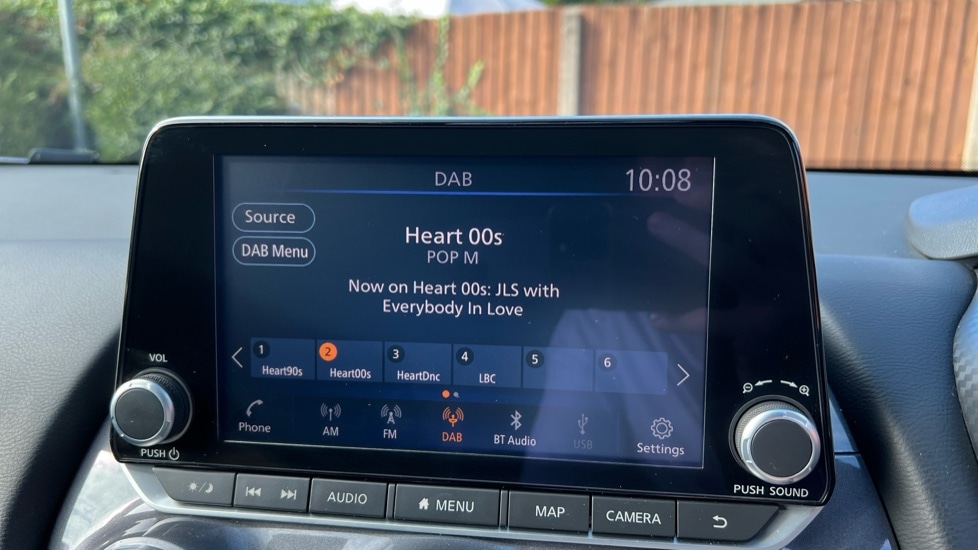 DAB
10:08
Source
Heart 00s
DAB Menu
POP M
Now on Heart 00s: JLS with
Everybody In Love
1
2
3
4
5
6
Heart90s
Heart00s
HeartDnc
LBC
Phone
AM
FM
DAB
BT Audio
USB
Settings
VOL
PUSH
PUSH SOUND
AUDIO
MENU
MAP
CAMERA